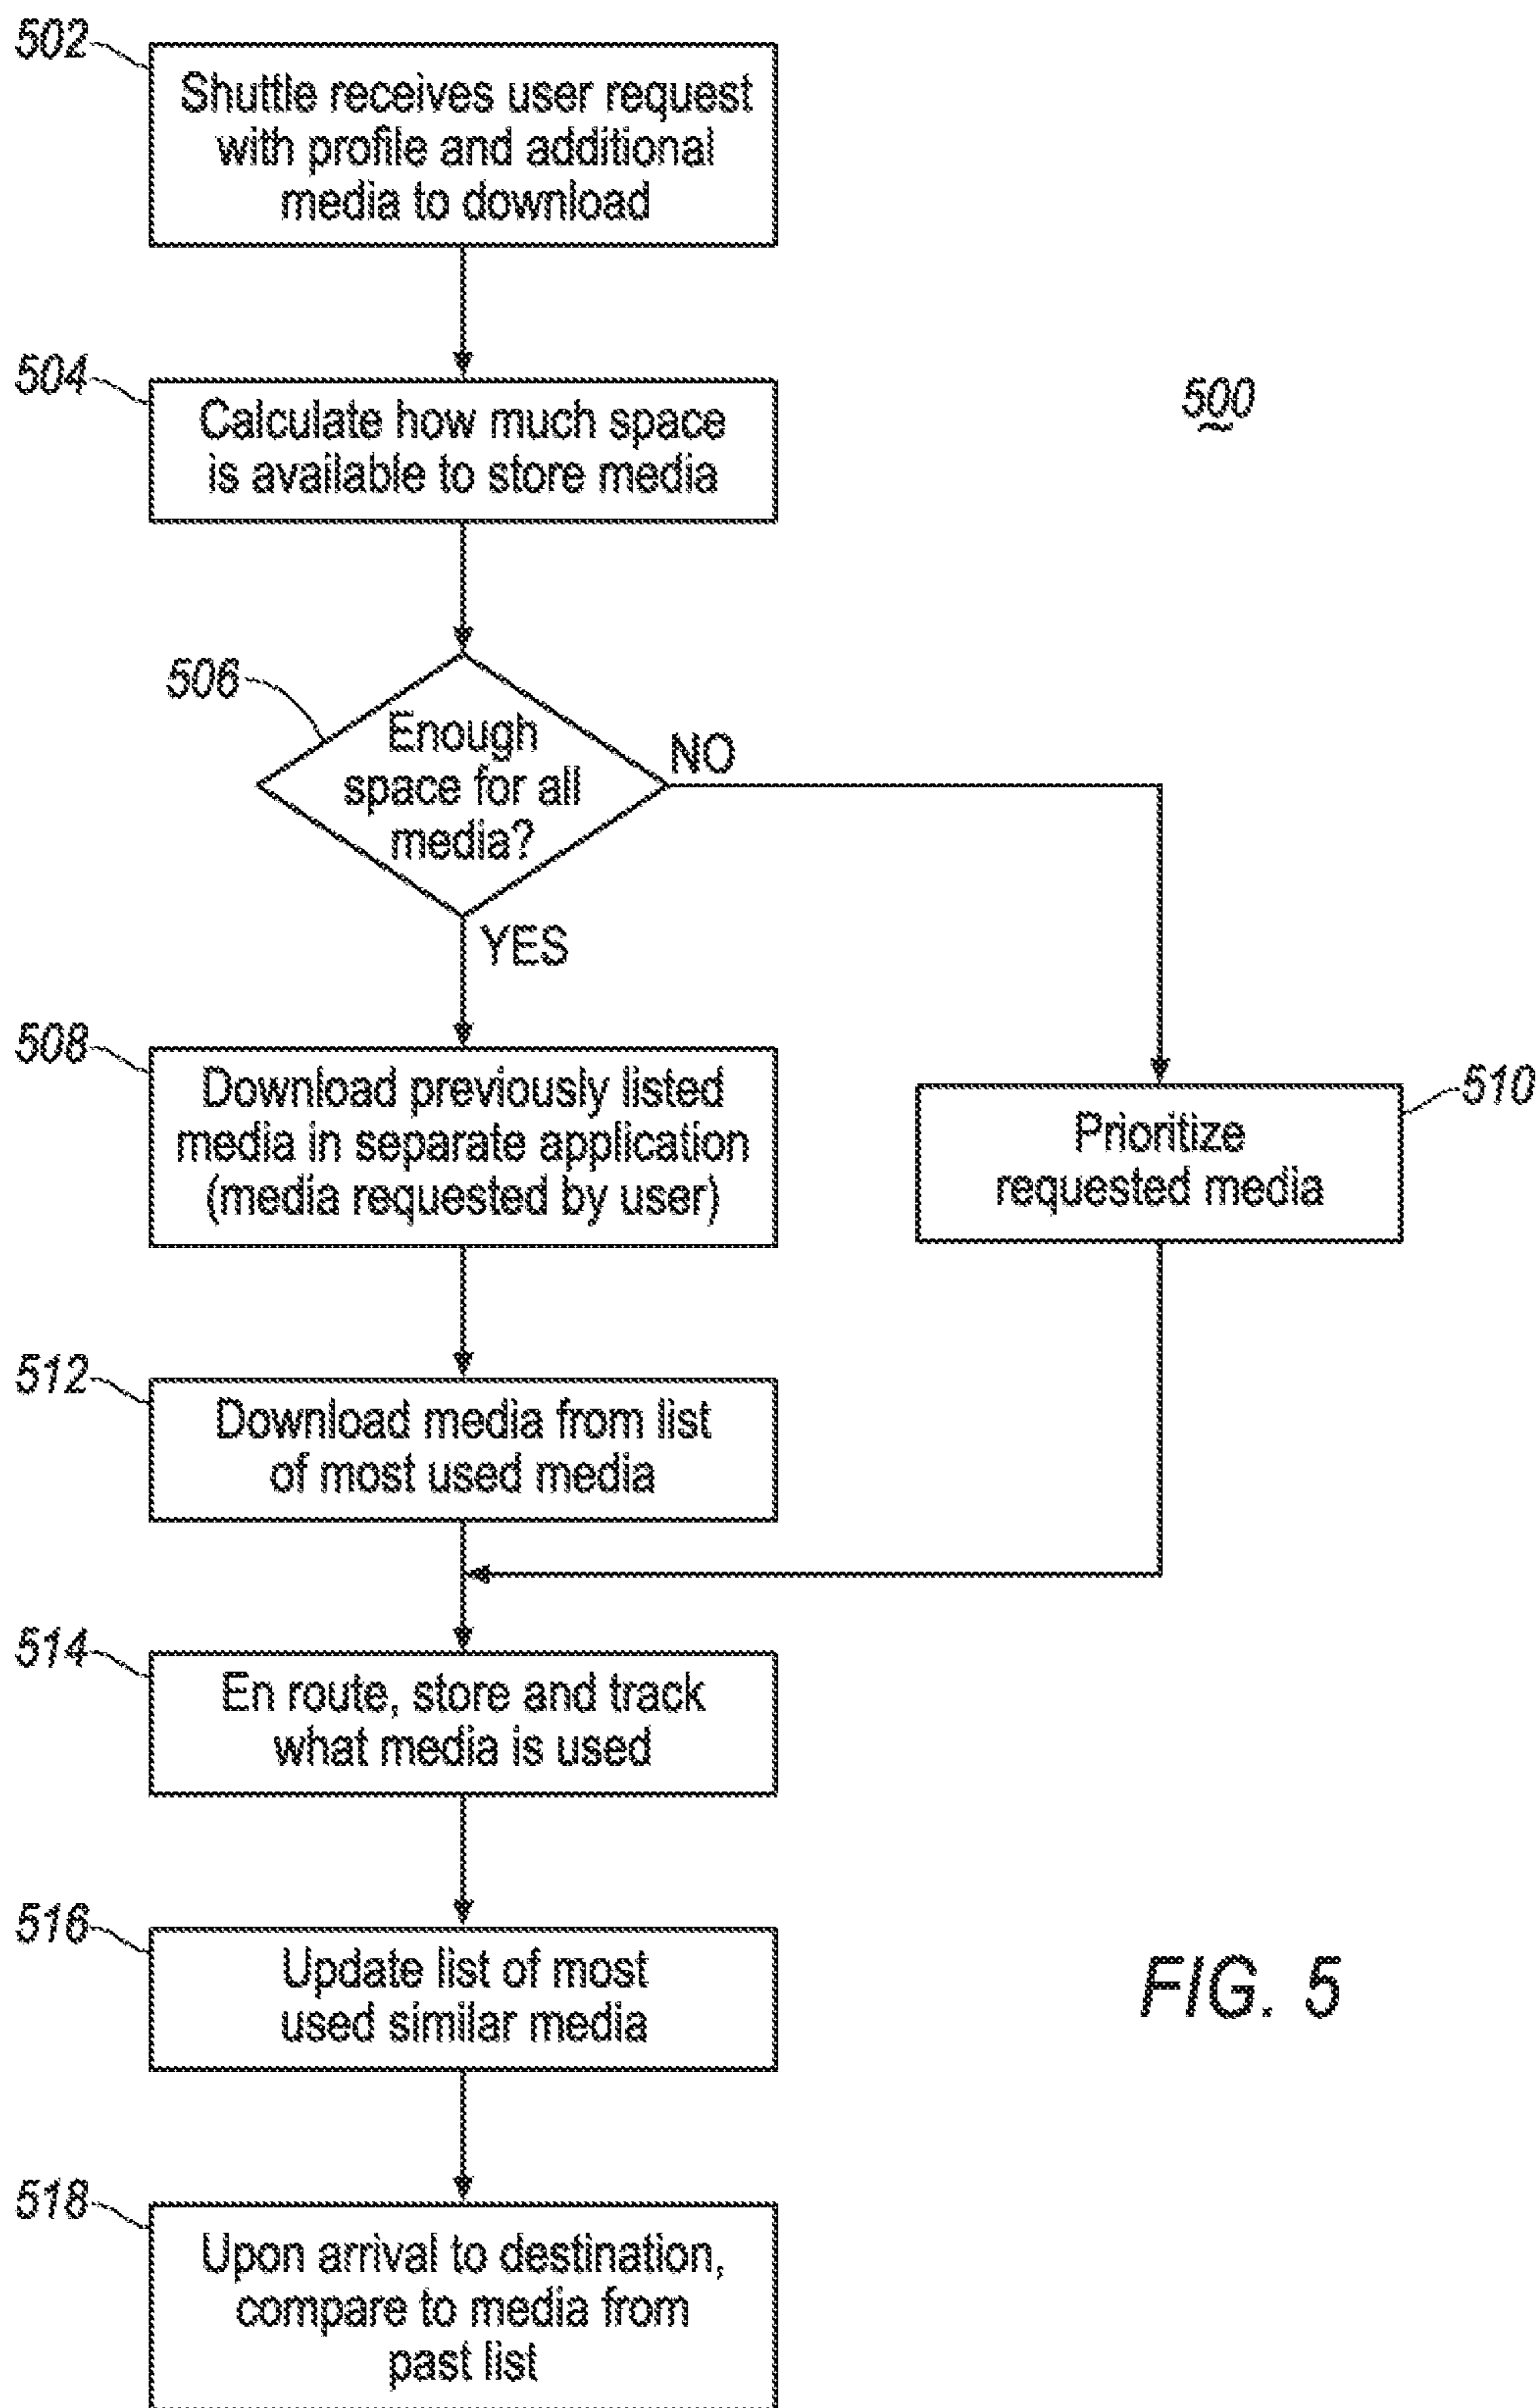 502
Shuttle receives user request
with profile and additional
media to download
504
Calculate how much space
is available to store media
500
506
Enough
space for all
media?
NO
YES
508
Download previously listed
media in separate application
(media requested by user)
510
Prioritize
requested media
512
Download media from list
of most used media
514
En route, store and track
what media is used
516
Update list of most
used similar media
FIG. 5
518
Upon arrival to destination,
compare to media from
past list